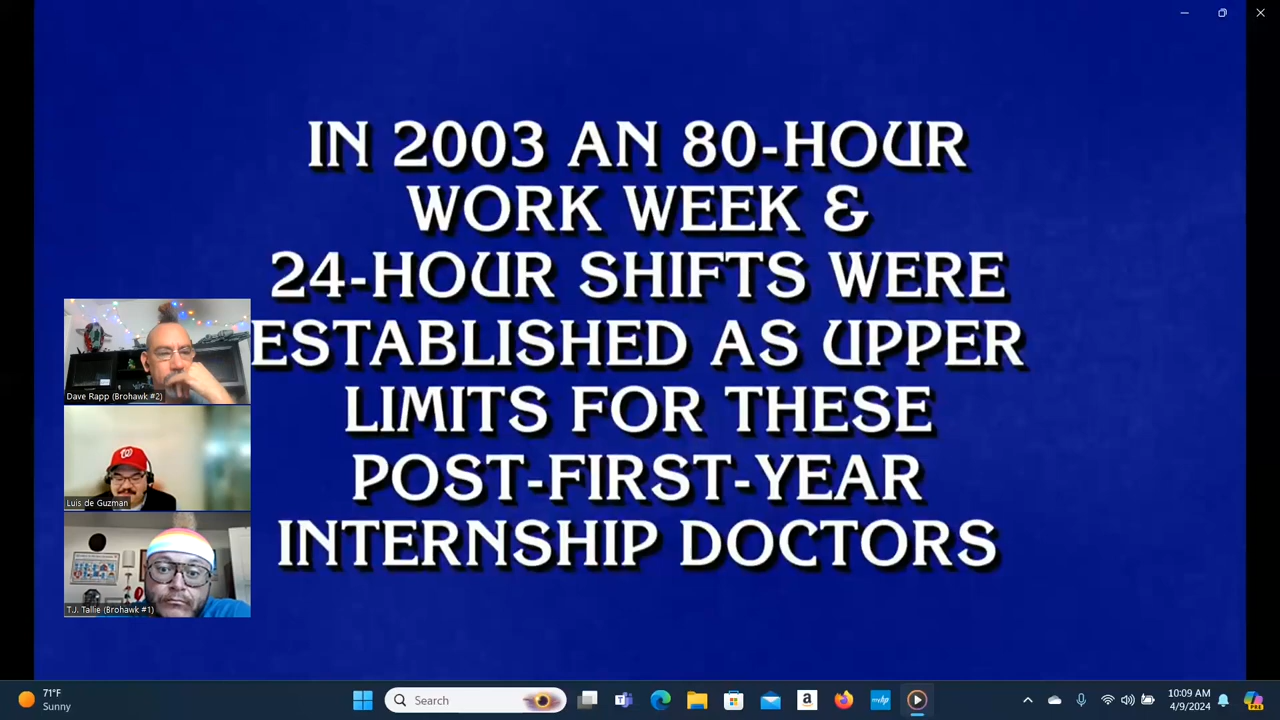 IN 2003 AN 80-HOUR
WORK WEEK &
24-HOUR SHIFTS WERE
ESTABLISHED AS UPPER
LIMITS FOR THESE
POST-FIRST-YEAR
INTERNSHIP DOCTORS
Dave Rapp (Brohawk #2)
W
Luis de Guzman
T.J. Tallie (Brohawk #1)
71°F
Sunny
Search
a
myhp
10:09 AM
4/9/2024
PRE